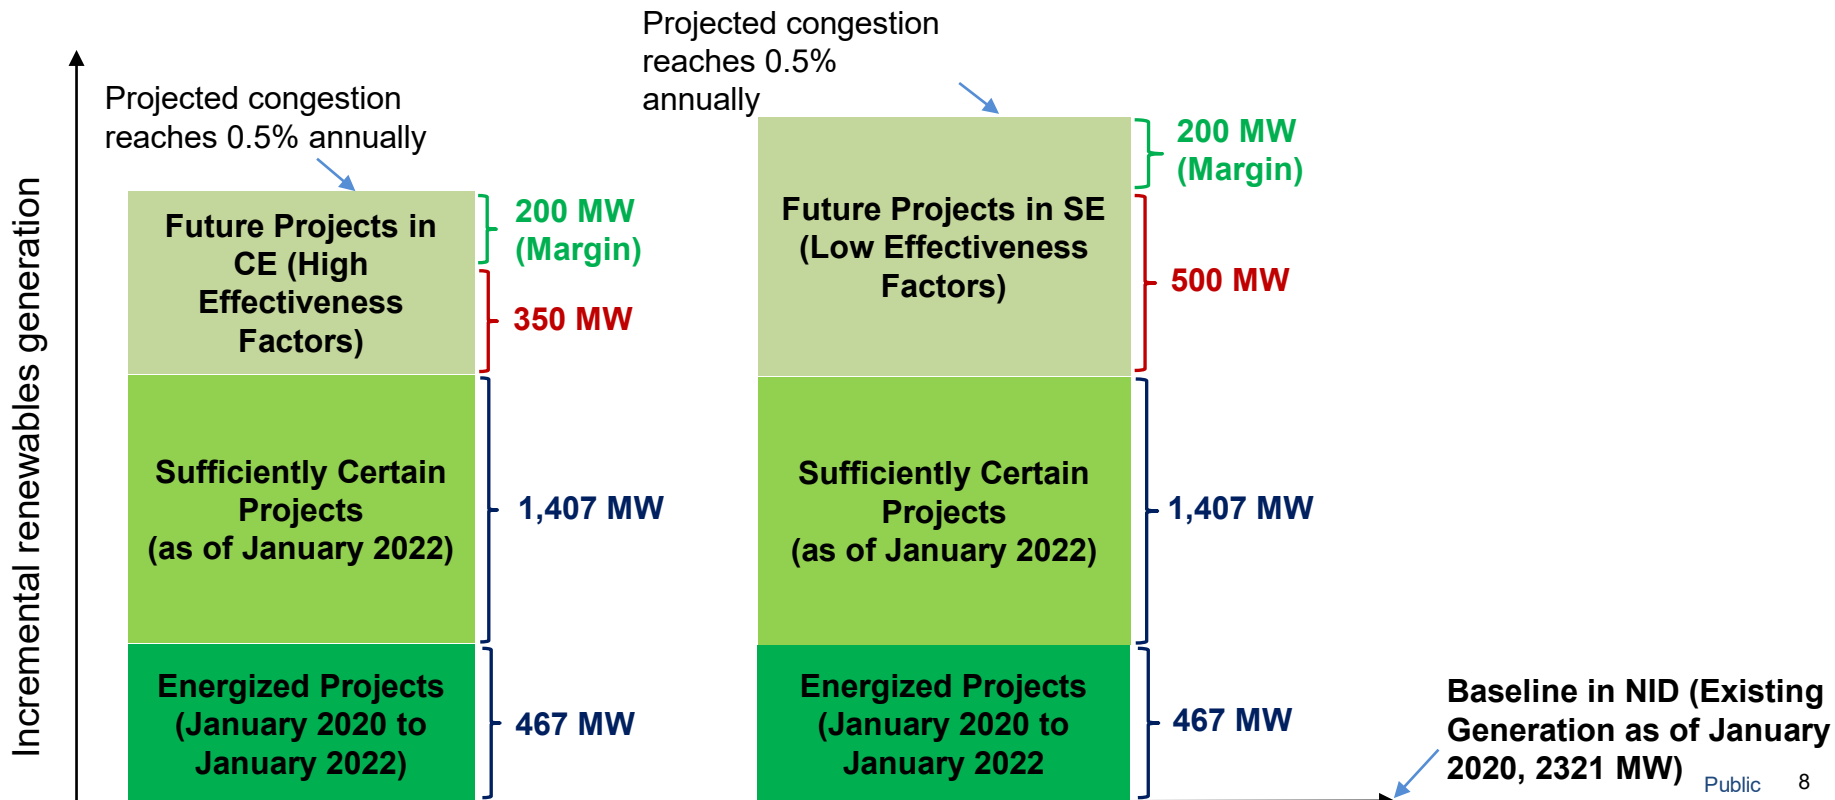 Incremental renewables generation
Projected congestion
reaches 0.5% annually
Future Projects in
CE (High
Effectiveness
Factors)
200 MW
(Margin)
350 MW
Sufficiently Certain
Projects
(as of January 2022)
1,407 MW
Energized Projects
(January 2020 to
January 2022)
467 MW
Projected congestion
reaches 0.5%
annually
Future Projects in SE
(Low Effectiveness
Factors)
200 MW
(Margin)
500 MW
Sufficiently Certain
Projects
(as of January 2022)
1,407 MW
Energized Projects
(January 2020 to
January 2022
467 MW
Baseline in NID (Existing
Generation as of January
2020, 2321 MW)
Public 8